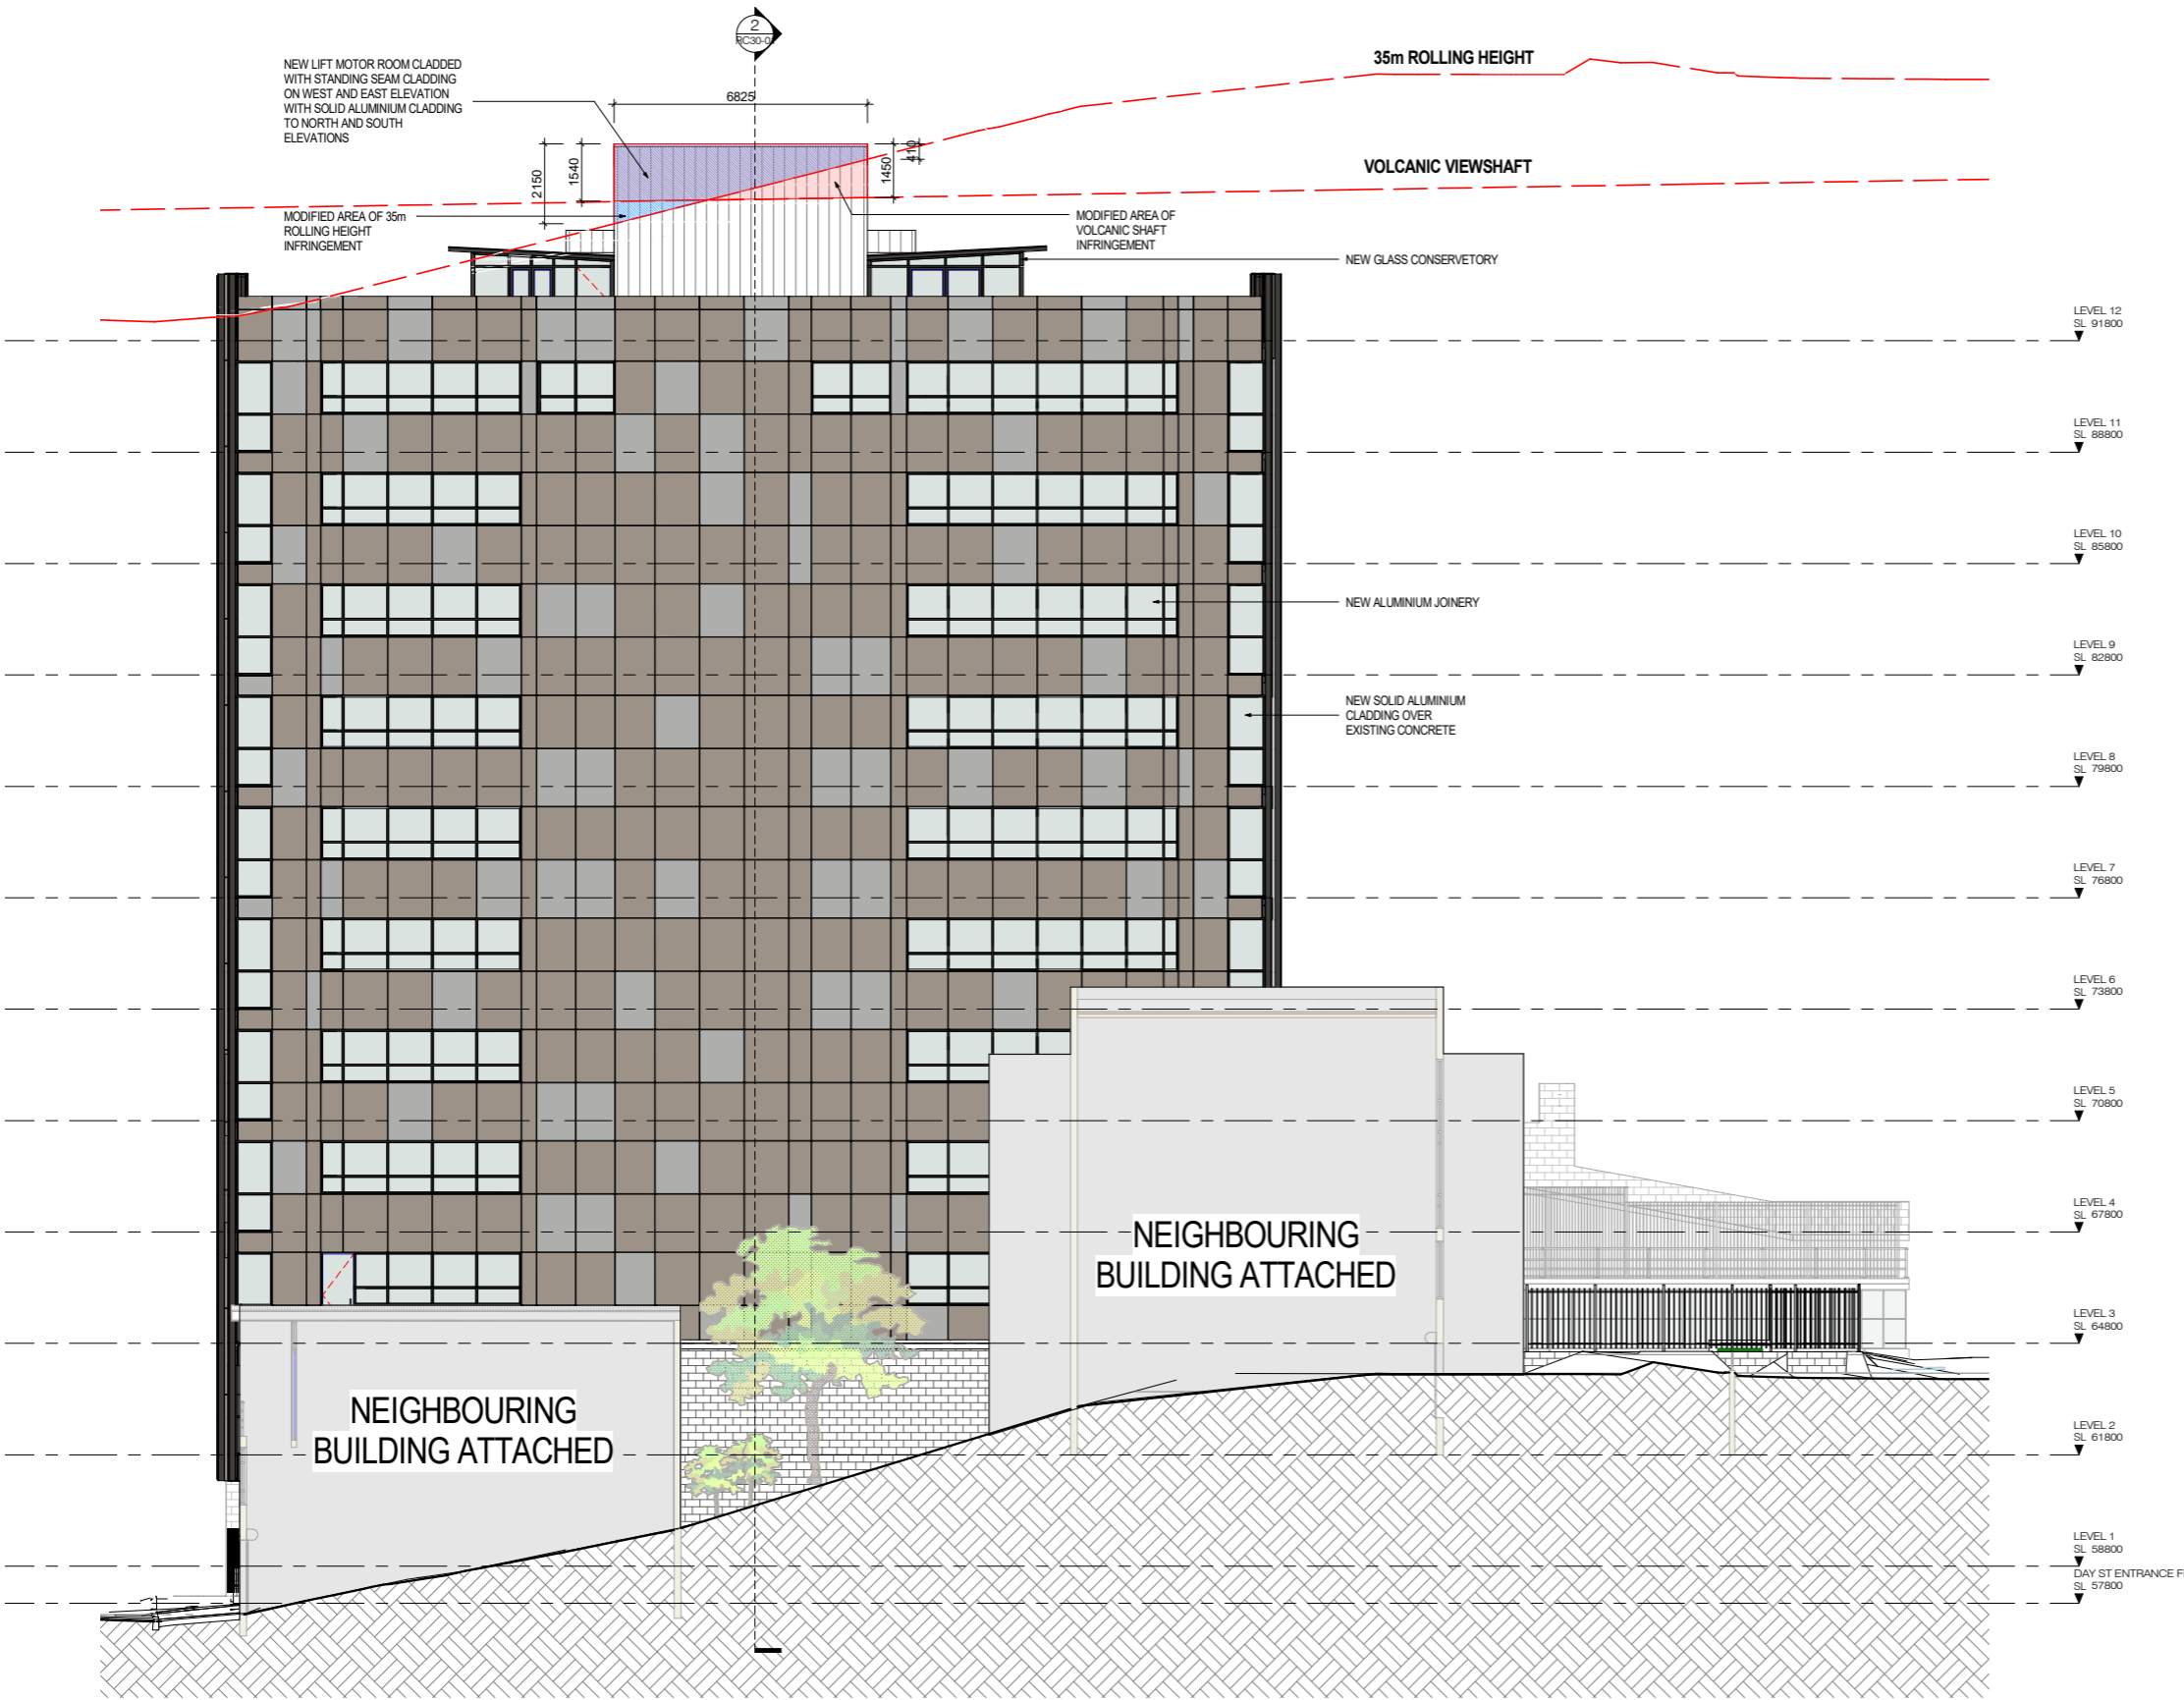 2
RC30-0
35m ROLLING HEIGHT
NEW LIFT MOTOR ROOM CLADDED
WITH STANDING SEAM CLADDING
ON WEST AND EAST ELEVATION
WITH SOLID ALUMINIUM CLADDING
TO NORTH AND SOUTH
ELEVATIONS
6825
2150
1540
1450
410
VOLCANIC VIEWSHAFT
MODIFIED AREA OF 35m
ROLLING HEIGHT
INFRINGEMENT
MODIFIED AREA OF
VOLCANIC SHAFT
INFRINGEMENT
NEW GLASS CONSERVETORY
LEVEL 12
SL 91800
LEVEL 11
SL 88800
LEVEL 10
SL 85800
NEW ALUMINIUM JOINERY
LEVEL 9
SL 82800
NEW SOLID ALUMINIUM
CLADDING OVER
EXISTING CONCRETE
LEVEL 8
SL 79800
LEVEL 7
SL 76800
LEVEL 6
SL 73800
LEVEL 5
SL 70800
LEVEL 4
SL 67800
NEIGHBOURING
BUILDING ATTACHED
LEVEL 3
SL 64800
NEIGHBOURING
BUILDING ATTACHED
LEVEL 2
SL 61800
LEVEL 1
SL 58800
DAY ST ENTRANCE
SL 57800